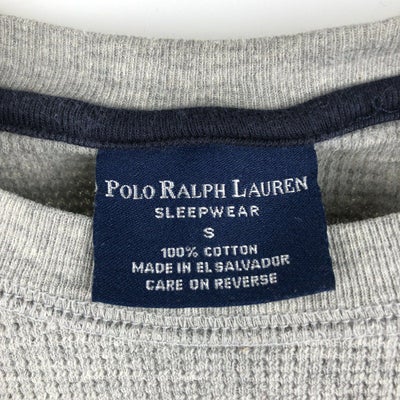 POLO RALPH LAUREN
SLEEPWEAR
S
100% COTTON
MADE IN EL SALVADOR
CARE ON REVERSE